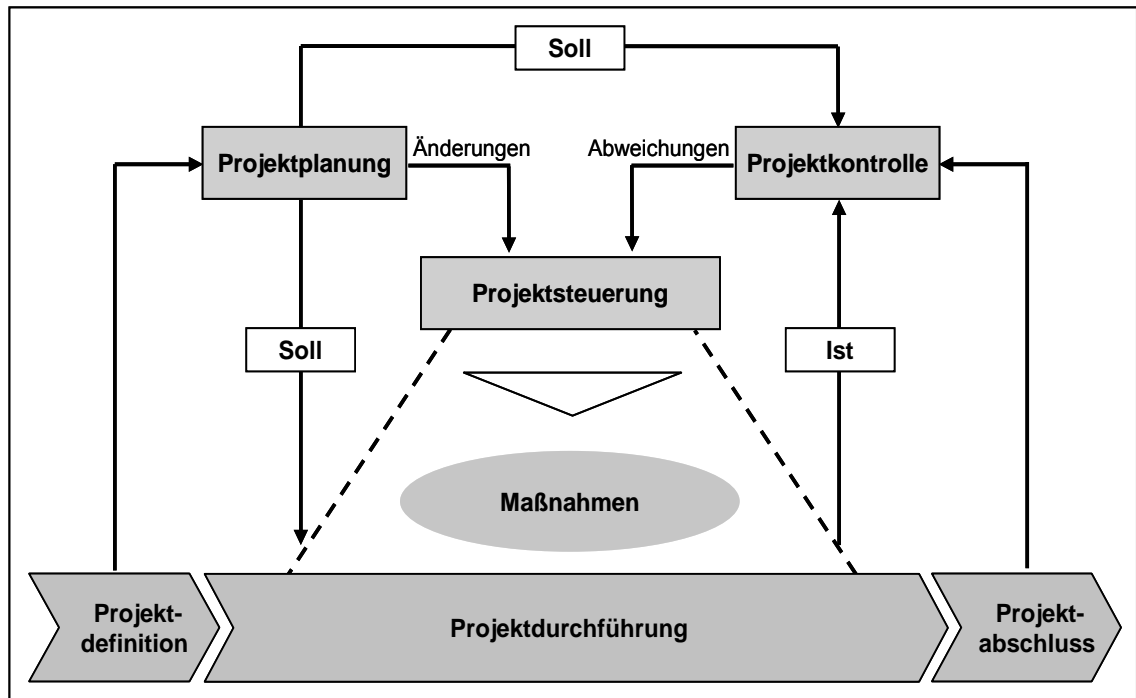 Soll
Änderungen
Abweichungen
Projektplanung
Projektkontrolle
Projektsteuerung
Soll
Ist
Maßnahmen
Projekt-
definition
Projektdurchführung
Projekt-
abschluss